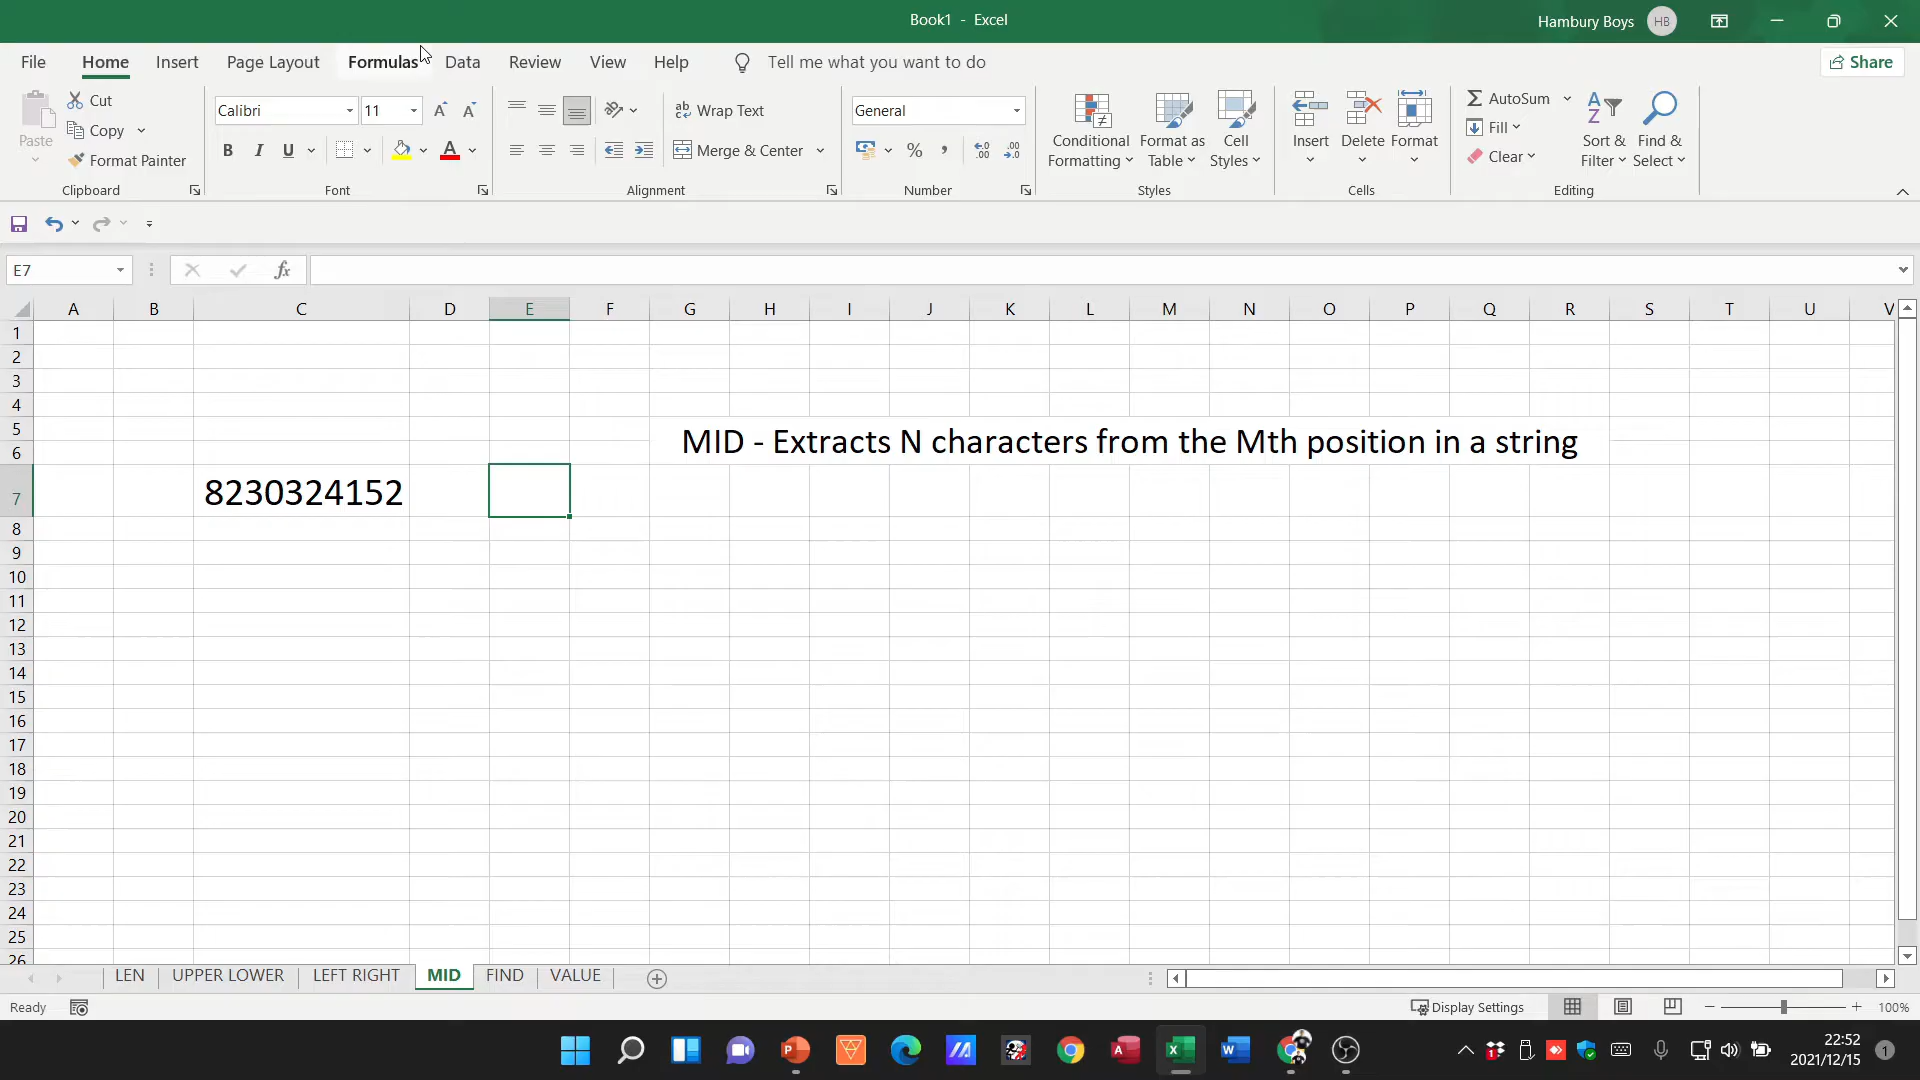 Book1 - Excel
Hambury Boys HB
File Home Insert Page Layout Formulas Data Review View Help Tell me what you want to do Share
Paste
Cut
Copy
Format Painter
Clipboard
Calibri 11
B I U
Font
Wrap Text
Merge & Center
Alignment
General
Number
Conditional Formatting
Format as Table
Cell Styles
Styles
Insert Delete Format
Cells
AutoSum
Fill
Clear
Sort & Filter
Find & Select
Editing
E7 fx
A B C D E F G H I J K L M N O P Q R S T U V
1
2
3
4
5
6
MID - Extracts N characters from the Mth position in a string
7 8230324152
8
9
10
11
12
13
14
15
16
17
18
19
20
21
22
23
24
25
26
LEN UPPER LOWER LEFT RIGHT MID FIND VALUE
Ready Display Settings 100%
22:52
2021/12/15
1